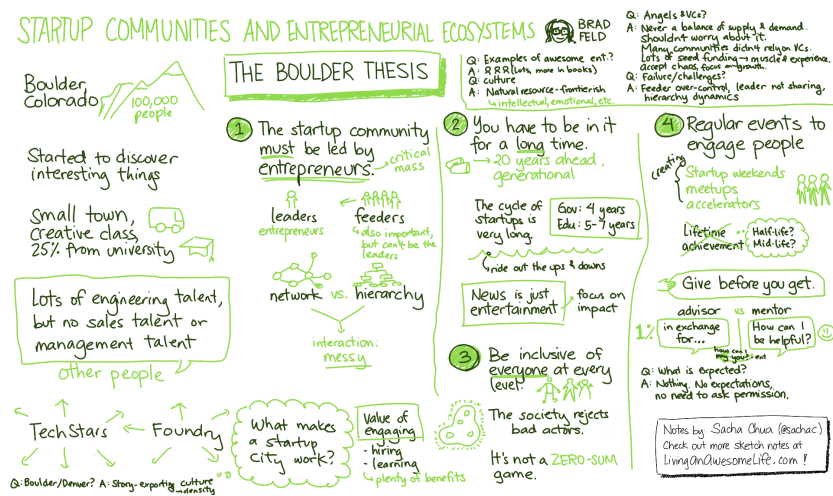 STARTUP COMMUNITIES AND ENTREPRENEURIAL ECOSYSTEMS
BRAD
FELD
Q: Angels & VCs?
A: Never a balance of supply & demand.
Shouldn't worry about it.
Many communities didn't rely on VCs.
Lots of seed funding → muscle & experience.
accept chaos, focus on growth.
Q: Failure/challenges?
A: Feeder over-control, leader not sharing,
hierarchy dynamics
Q: Examples of awesome ent.?
A: RRR (lots, more in books)
Q: culture
A: Natural resource - frontierish
intellectual, emotional, etc.
THE BOULDER THESIS
Boulder
Colorado
100,000
people
Started to discover
interesting things
Small town,
creative class,
25% from university
Lots of engineering talent,
but no sales talent or
management talent
other people
TechStars
Foundry
Q: Boulder/Denver? A: Story-exporting culture
→ density
What makes
a startup
city work?
Value of
engaging
- hiring
- learning
plenty of benefits
1 The startup community
must be led by
entrepreneurs.
critical
mass
leaders
entrepreneurs
feeders
also important,
but can't be the
leaders
network vs. hierarchy
interaction:
messy
2 You have to be in it
for a long time.
→ 20 years ahead,
generational
The cycle of
startups is
very long.
Gov: 4 years
Edu: 5-7 years
ride out the ups & downs
News is just
entertainment
focus on
impact
3 Be inclusive of
everyone at every
level.
The society rejects
bad actors.
It's not a ZERO-SUM
game.
4 Regular events to
engage people
creating
Startup weekends
meetups
accelerators
Lifetime
achievement
Half-life?
Mid-life?
Give before you get.
advisor vs mentor
1%
in exchange
for...
How can I
be helpful?
how can I
Q: What is expected?
A: Nothing. No expectations,
no need to ask permission.
Notes by: Sacha Chua (@sachac)
Check out more sketch notes at
LivingAnAwesomeLife.com!